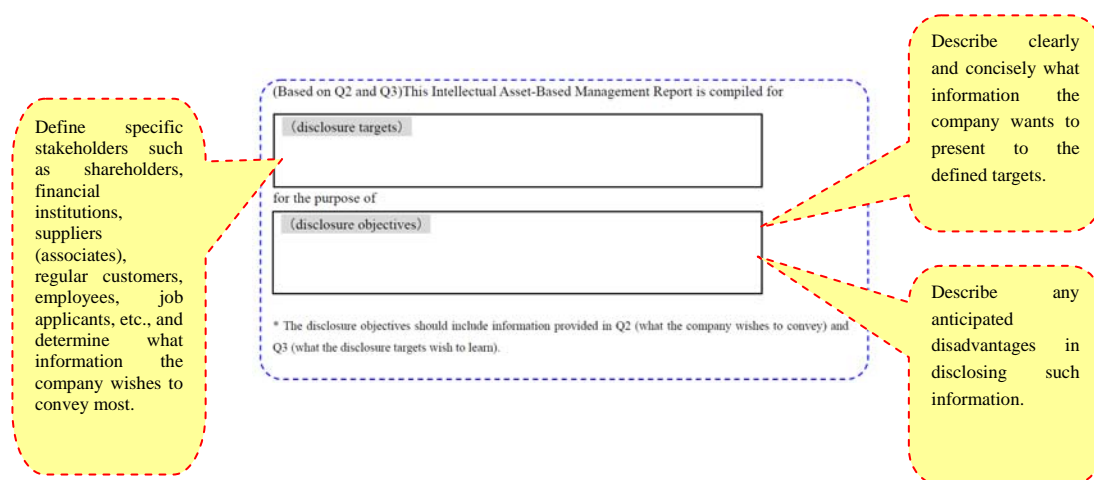 Define specific
stakeholders such
as shareholders,
financial
institutions,
suppliers
(associates),
regular customers,
employees, job
applicants, etc., and
determine what
information the
company wishes to
convey most.
(Based on Q2 and Q3)This Intellectual Asset-Based Management Report is compiled for
（disclosure targets）
for the purpose of
（disclosure objectives）
* The disclosure objectives should include information provided in Q2 (what the company wishes to convey) and
Q3 (what the disclosure targets wish to learn).
Describe clearly
and concisely what
information the
company wants to
present to the
defined targets.
Describe any
anticipated
disadvantages in
disclosing such
information.